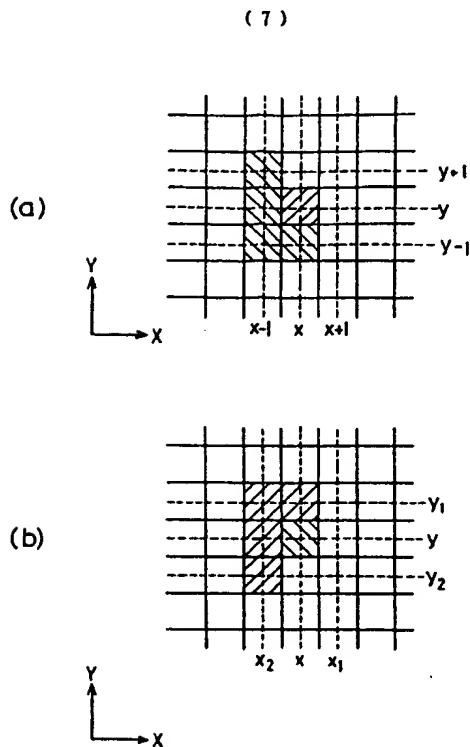 (7)
(a)
y+1
y
y-1
x-1 x x+1
Y
X
(b)
y₁
y
y₂
x₂ x x₁
Y
X